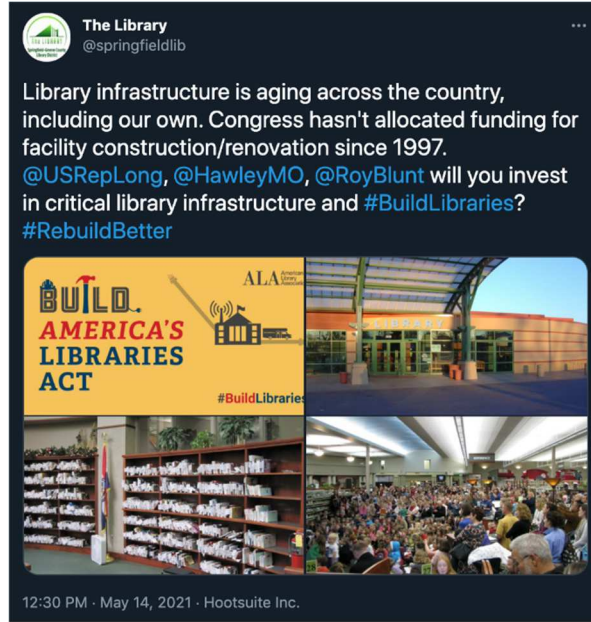 The Library
@springfieldlib
Library infrastructure is aging across the country,
including our own. Congress hasn't allocated funding for
facility construction/renovation since 1997.
@USRepLong, @HawleyMO, @RoyBlunt will you invest
in critical library infrastructure and #BuildLibraries?
#RebuildBetter
ALA American
Library
BUILD
AMERICA'S
LIBRARIES
ACT
#BuildLibraries
LIBRARY
12:30 PM · May 14, 2021 · Hootsuite Inc.